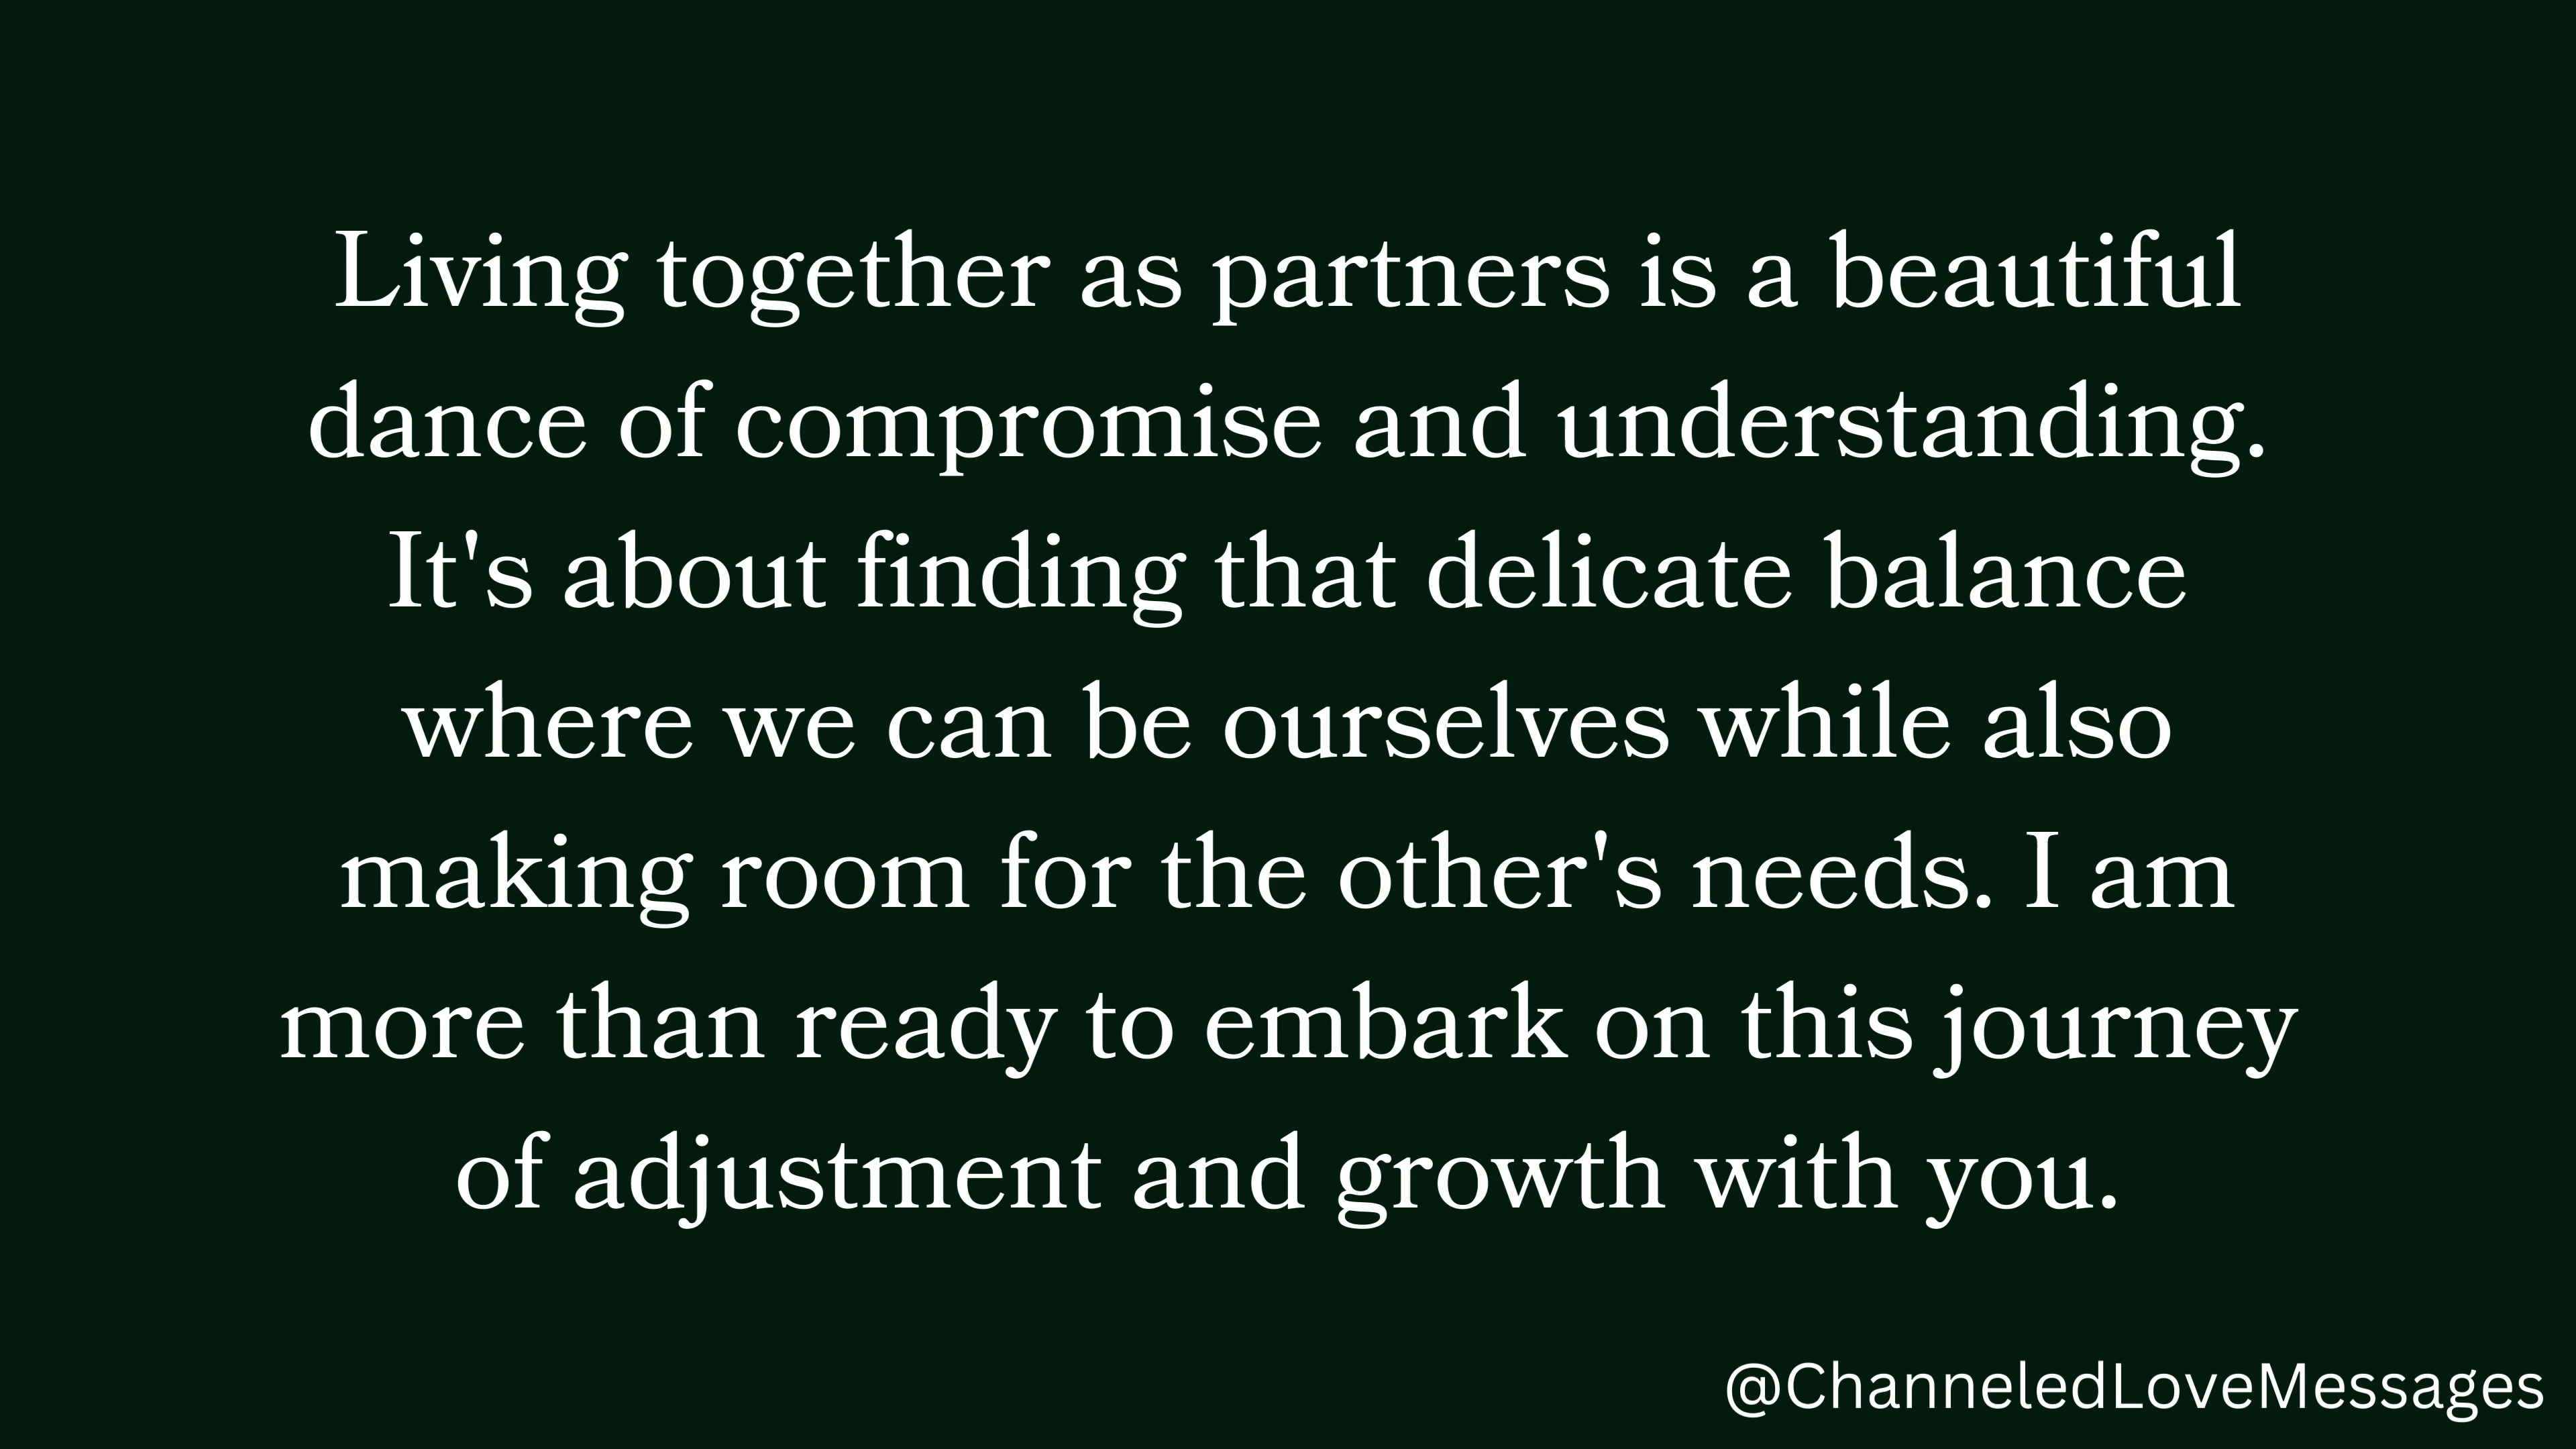 Living together as partners is a beautiful
dance of compromise and understanding.
It's about finding that delicate balance
where we can be ourselves while also
making room for the other's needs. I am
more than ready to embark on this journey
of adjustment and growth with you.
@ChanneledLoveMessages